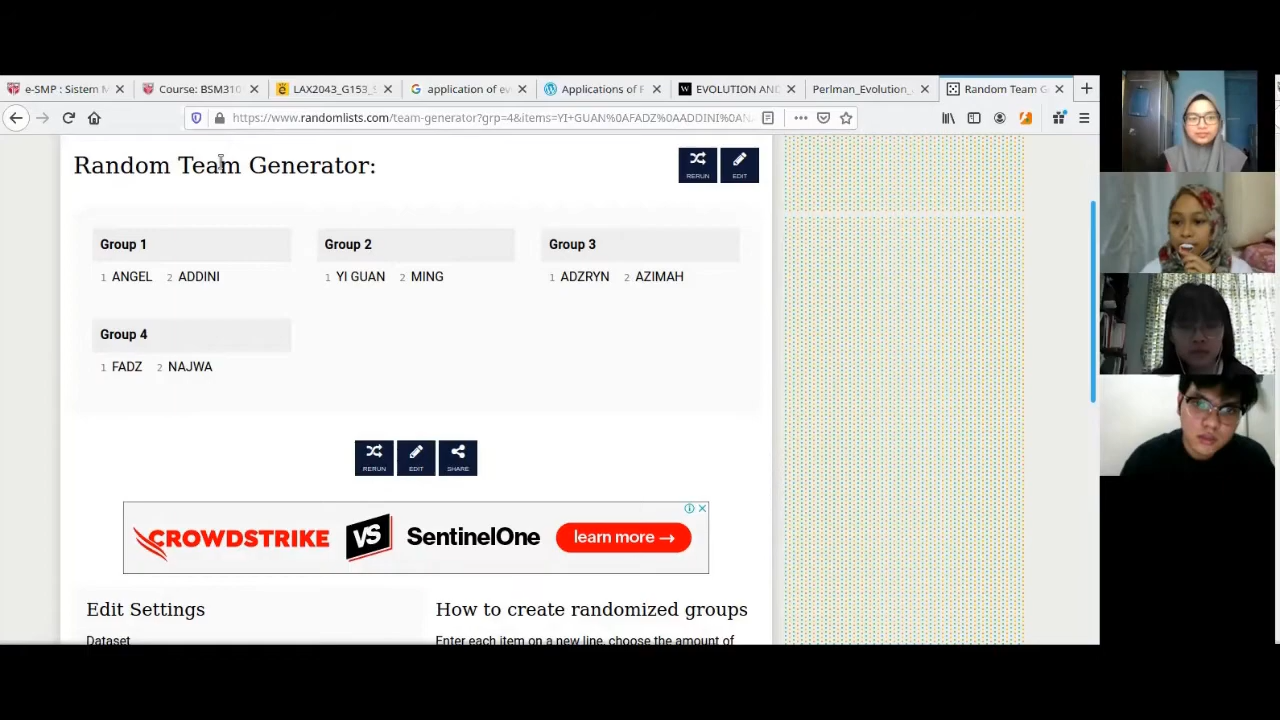 e-SMP : Sistem M
Course: BSM310
LAX2043_G153_S
application of ev
Applications of F
EVOLUTION AND
Perlman_Evolution_
Random Team G
https://www.randomlists.com/team-generator?grp=4&items=YI+GUAN%0AFADZ%0AADDINI%0AN
Random Team Generator:
RERUN
EDIT
Group 1
1 ANGEL 2 ADDINI
Group 2
1 YI GUAN 2 MING
Group 3
1 ADZRYN 2 AZIMAH
Group 4
1 FADZ 2 NAJWA
RERUN
EDIT
SHARE
CROWDSTRIKE VS SentinelOne learn more →
Edit Settings
Dataset
How to create randomized groups
Enter each item on a new line, choose the amount of